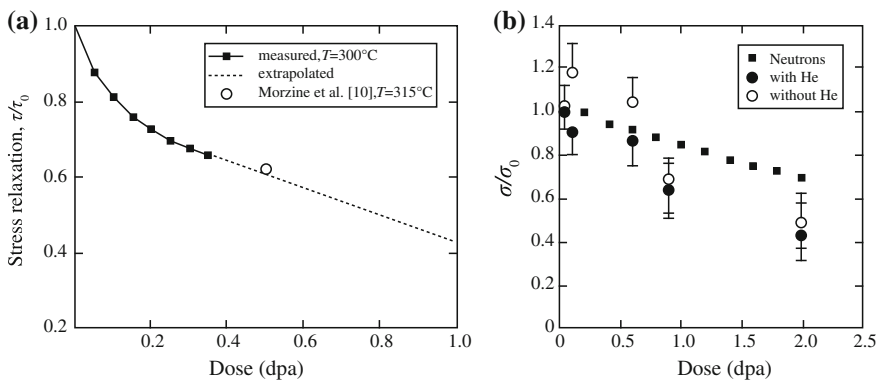 (a)
1.0
0.8
0.6
0.4
0.2
Stress relaxation, τ/τ0
measured,T=300°C
extrapolated
Morzine et al. [10],T=315°C
0.2 0.4 0.6 0.8 1.0
Dose (dpa)
(b)
1.4
1.2
1.0
0.8
0.6
0.4
0.2
0
σ/σ0
Neutrons
with He
without He
0 0.5 1.0 1.5 2.0 2.5
Dose (dpa)